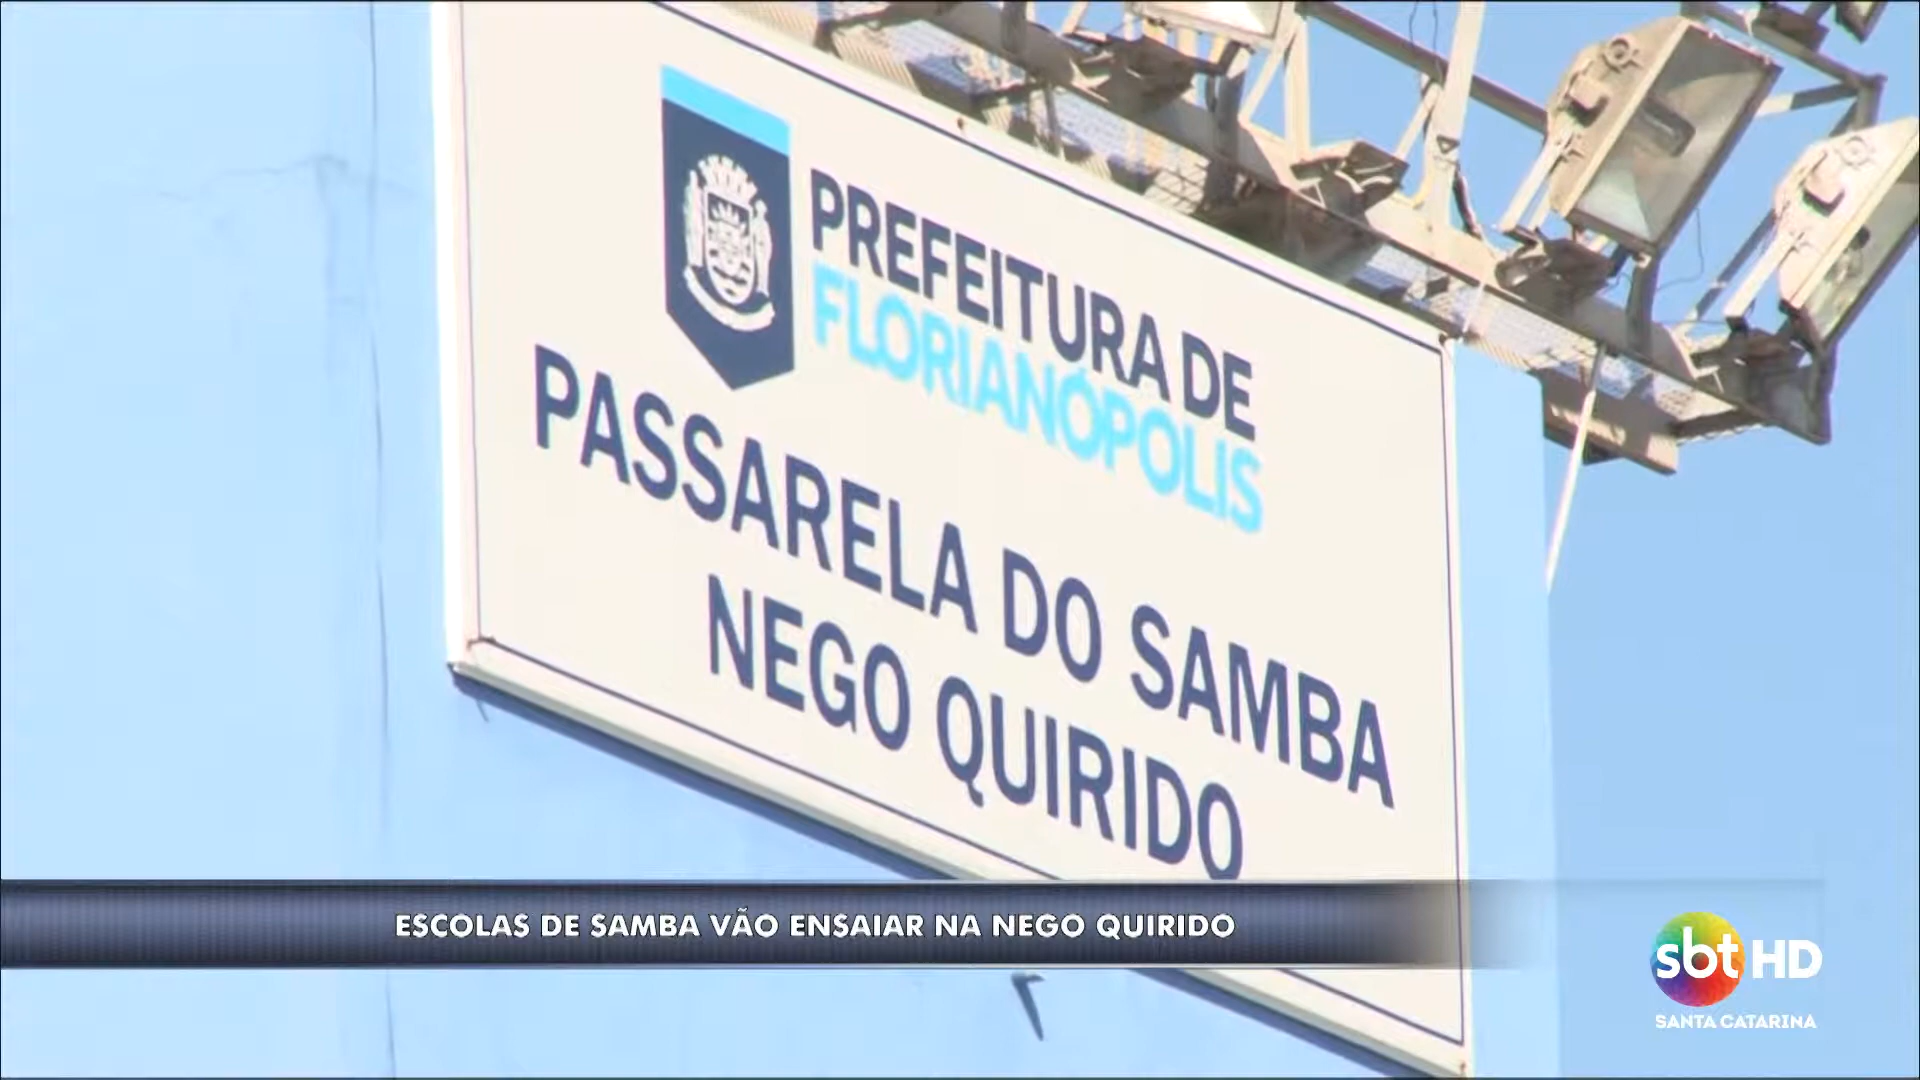 PREFEITURA DE
FLORIANÓPOLIS
PASSARELA DO SAMBA
NEGO QUIRIDO
ESCOLAS DE SAMBA VÃO ENSAIAR NA NEGO QUIRIDO
sbt HD
SANTA CATARINA